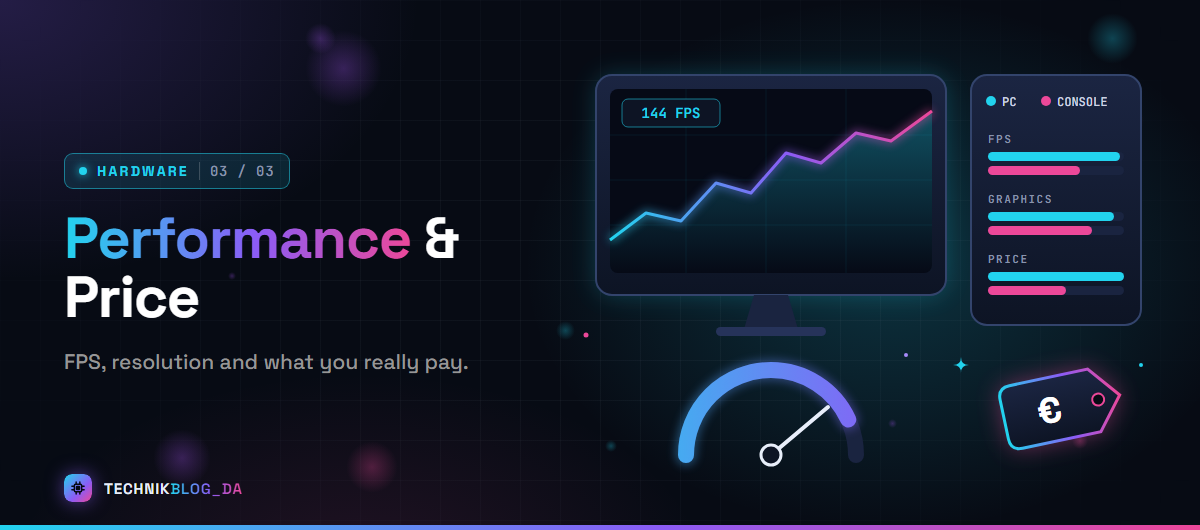 HARDWARE | 03 / 03
Performance &
Price
FPS, resolution and what you really pay.
TECHNIKBLOG_DA
144 FPS
PC CONSOLE
FPS
GRAPHICS
PRICE
€